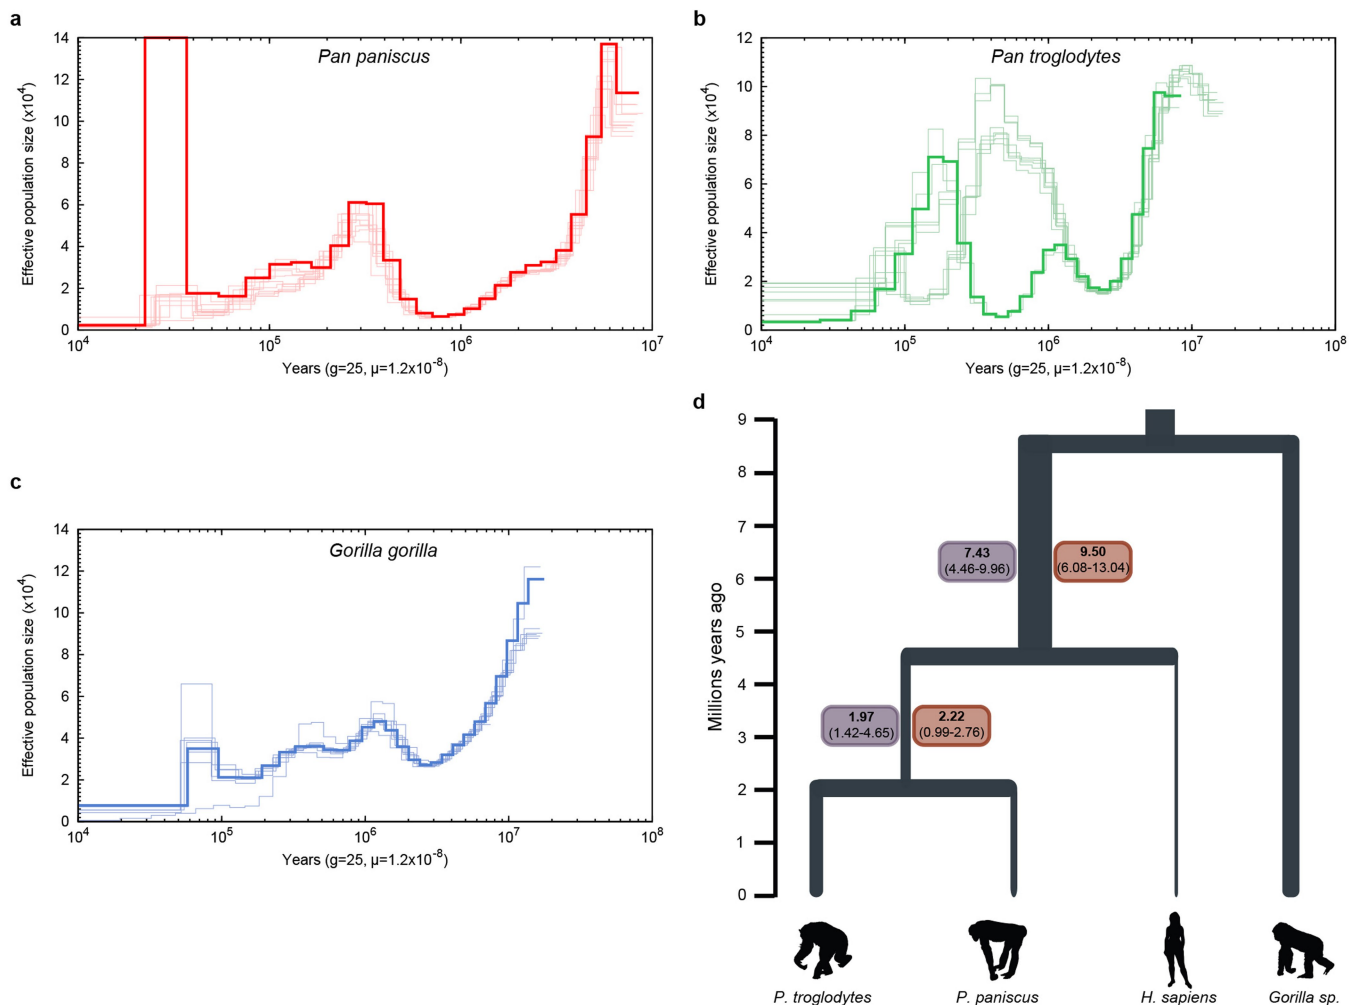 a
Pan paniscus
Effective population size (x10⁴)
14
12
10
8
6
4
2
0
10⁴ 10⁵ 10⁶ 10⁷
Years (g=25, μ=1.2x10⁻⁸)
b
Pan troglodytes
Effective population size (x10⁴)
12
10
8
6
4
2
0
10⁴ 10⁵ 10⁶ 10⁷ 10⁸
Years (g=25, μ=1.2x10⁻⁸)
c
Gorilla gorilla
Effective population size (x10⁴)
14
12
10
8
6
4
2
0
10⁴ 10⁵ 10⁶ 10⁷ 10⁸
Years (g=25, μ=1.2x10⁻⁸)
d
Millions years ago
9
8
7
6
5
4
3
2
1
0
7.43
(4.46-9.96)
9.50
(6.08-13.04)
1.97
(1.42-4.65)
2.22
(0.99-2.76)
P. troglodytes P. paniscus H. sapiens Gorilla sp.